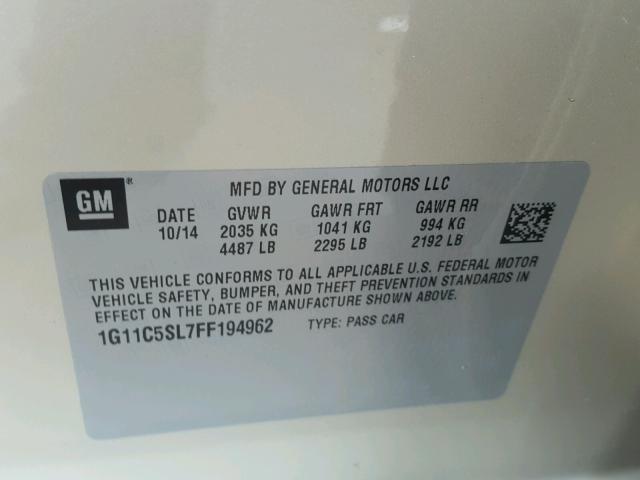 GM
MFD BY GENERAL MOTORS LLC
DATE GVWR GAWR FRT GAWR RR
10/14 2035 KG 1041 KG 994 KG
4487 LB 2295 LB 2192 LB
THIS VEHICLE CONFORMS TO ALL APPLICABLE U.S. FEDERAL MOTOR
VEHICLE SAFETY, BUMPER, AND THEFT PREVENTION STANDARDS IN
EFFECT ON THE DATE OF MANUFACTURE SHOWN ABOVE.
1G11C5SL7FF194962 TYPE: PASS CAR